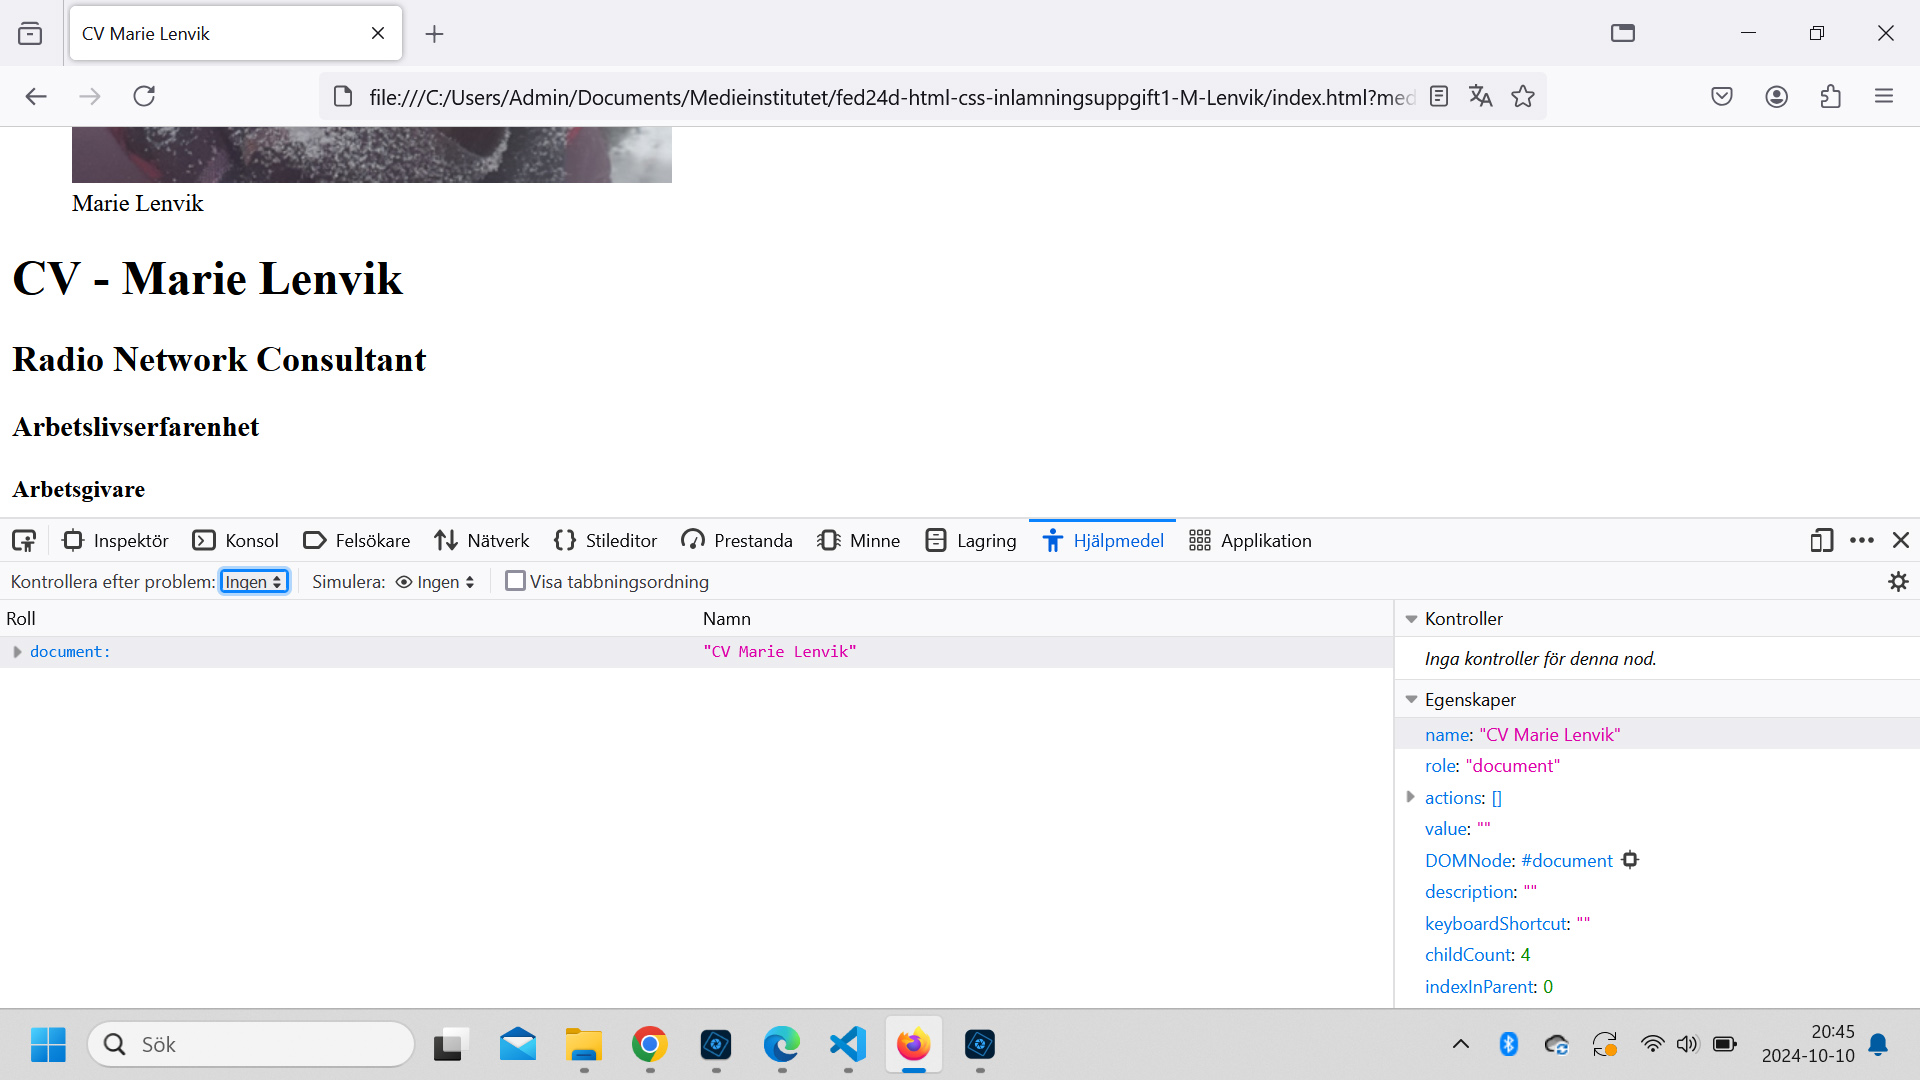 CV Marie Lenvik
file:///C:/Users/Admin/Documents/Medieinstitutet/fed24d-html-css-inlamningsuppgift1-M-Lenvik/index.html?med
Marie Lenvik
CV - Marie Lenvik
Radio Network Consultant
Arbetslivserfarenhet
Arbetsgivare
Inspektör Konsol Felsökare Nätverk Stileditor Prestanda Minne Lagring Hjälpmedel Applikation
Kontrollera efter problem: Ingen Simulera: Ingen Visa tabbningsordning
Roll Namn
document: "CV Marie Lenvik"
Kontroller
Inga kontroller för denna nod.
Egenskaper
name: "CV Marie Lenvik"
role: "document"
actions: []
value: ""
DOMNode: #document
description: ""
keyboardShortcut: ""
childCount: 4
indexInParent: 0
Sök
20:45
2024-10-10